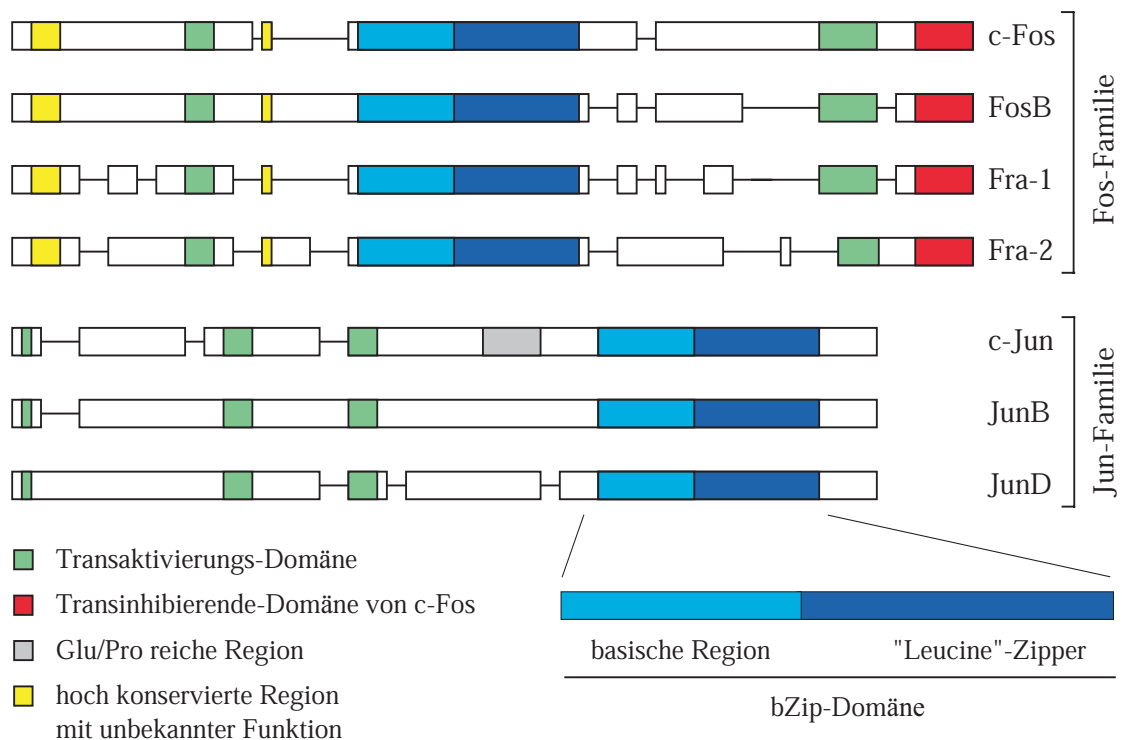 c-Fos
FosB
Fra-1
Fra-2
Fos-Familie
c-Jun
JunB
JunD
Jun-Familie
Transaktivierungs-Domäne
Transinhibierende-Domäne von c-Fos
Glu/Pro reiche Region
hoch konservierte Region
mit unbekannter Funktion
basische Region
"Leucine"-Zipper
bZip-Domäne